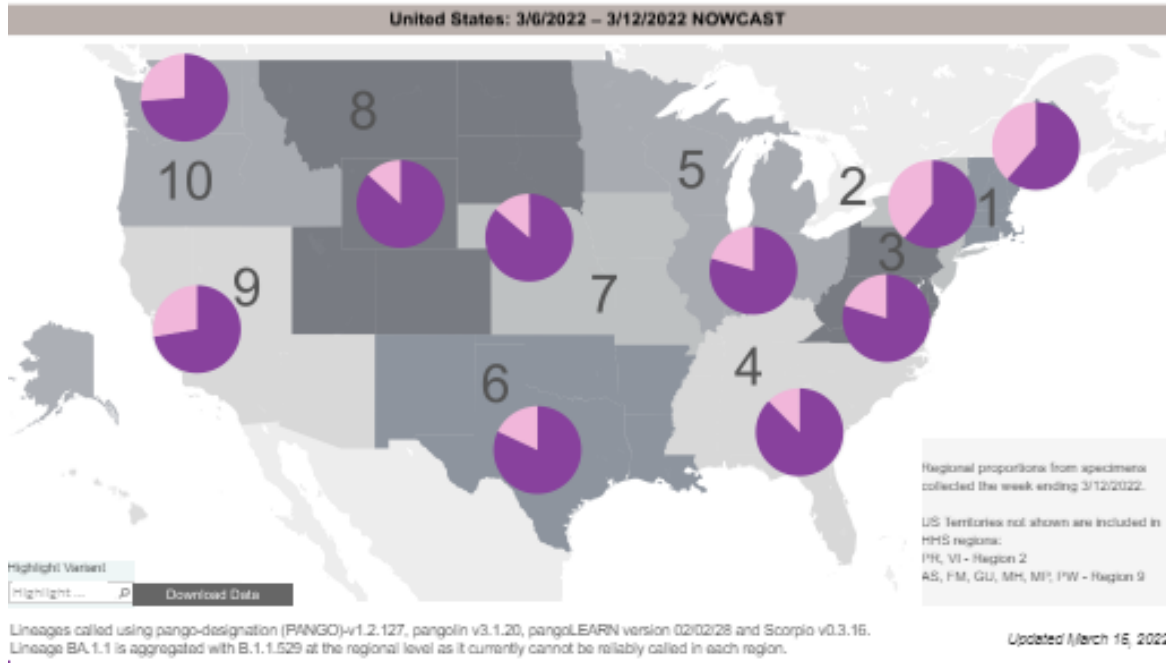 United States: 3/6/2022 – 3/12/2022 NOWCAST
8
10
5
2
1
3
9
7
4
6
Regional proportions from specimens
collected the week ending 3/12/2022.
US Territories not shown are included in
HHS regions:
PR, VI - Region 2
AS, FM, GU, MH, MP, PW - Region 9
Highlight Variant
Highlight ...
Download Data
Lineages called using pango-designation (PANGO)-v1.2.127, pangolin v3.1.20, pangoLEARN version 02/02/28 and Scorpio v0.3.16.
Lineage BA.1.1 is aggregated with B.1.1.529 at the regional level as it currently cannot be reliably called in each region.
Updated March 15, 2022